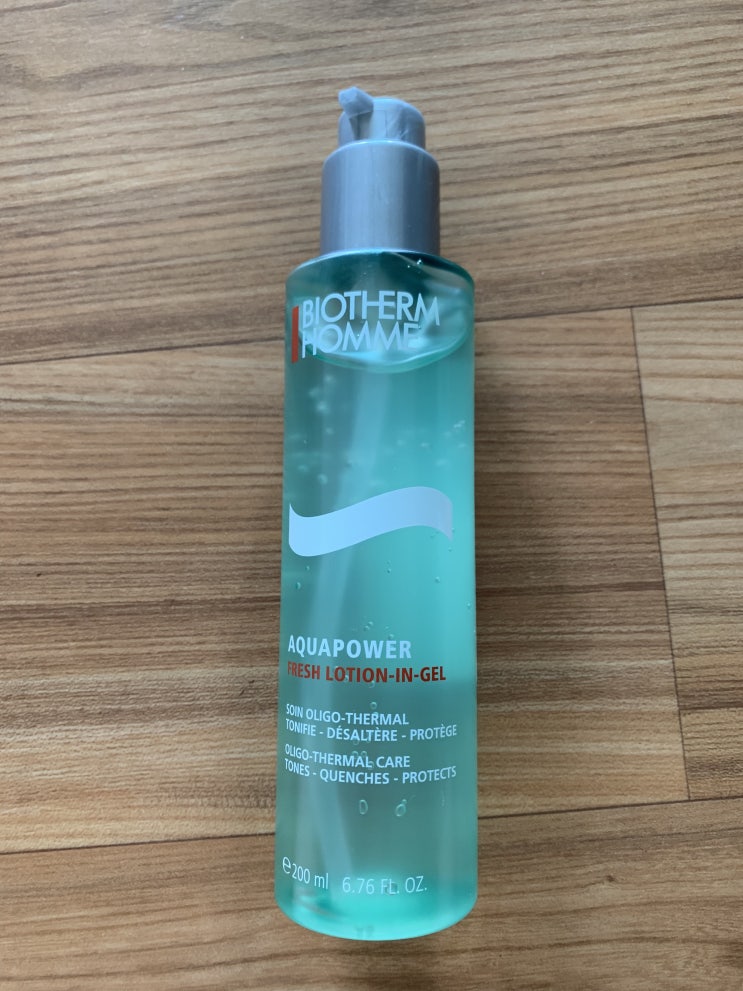 BIOTHERM
HOMME
AQUAPOWER
FRESH LOTION-IN-GEL
SOIN OLIGO-THERMAL
TONIFIE - DÉSALTÈRE - PROTÈGE
OLIGO-THERMAL CARE
TONES - QUENCHES - PROTECTS
℮200 ml 6.76 FL. OZ.